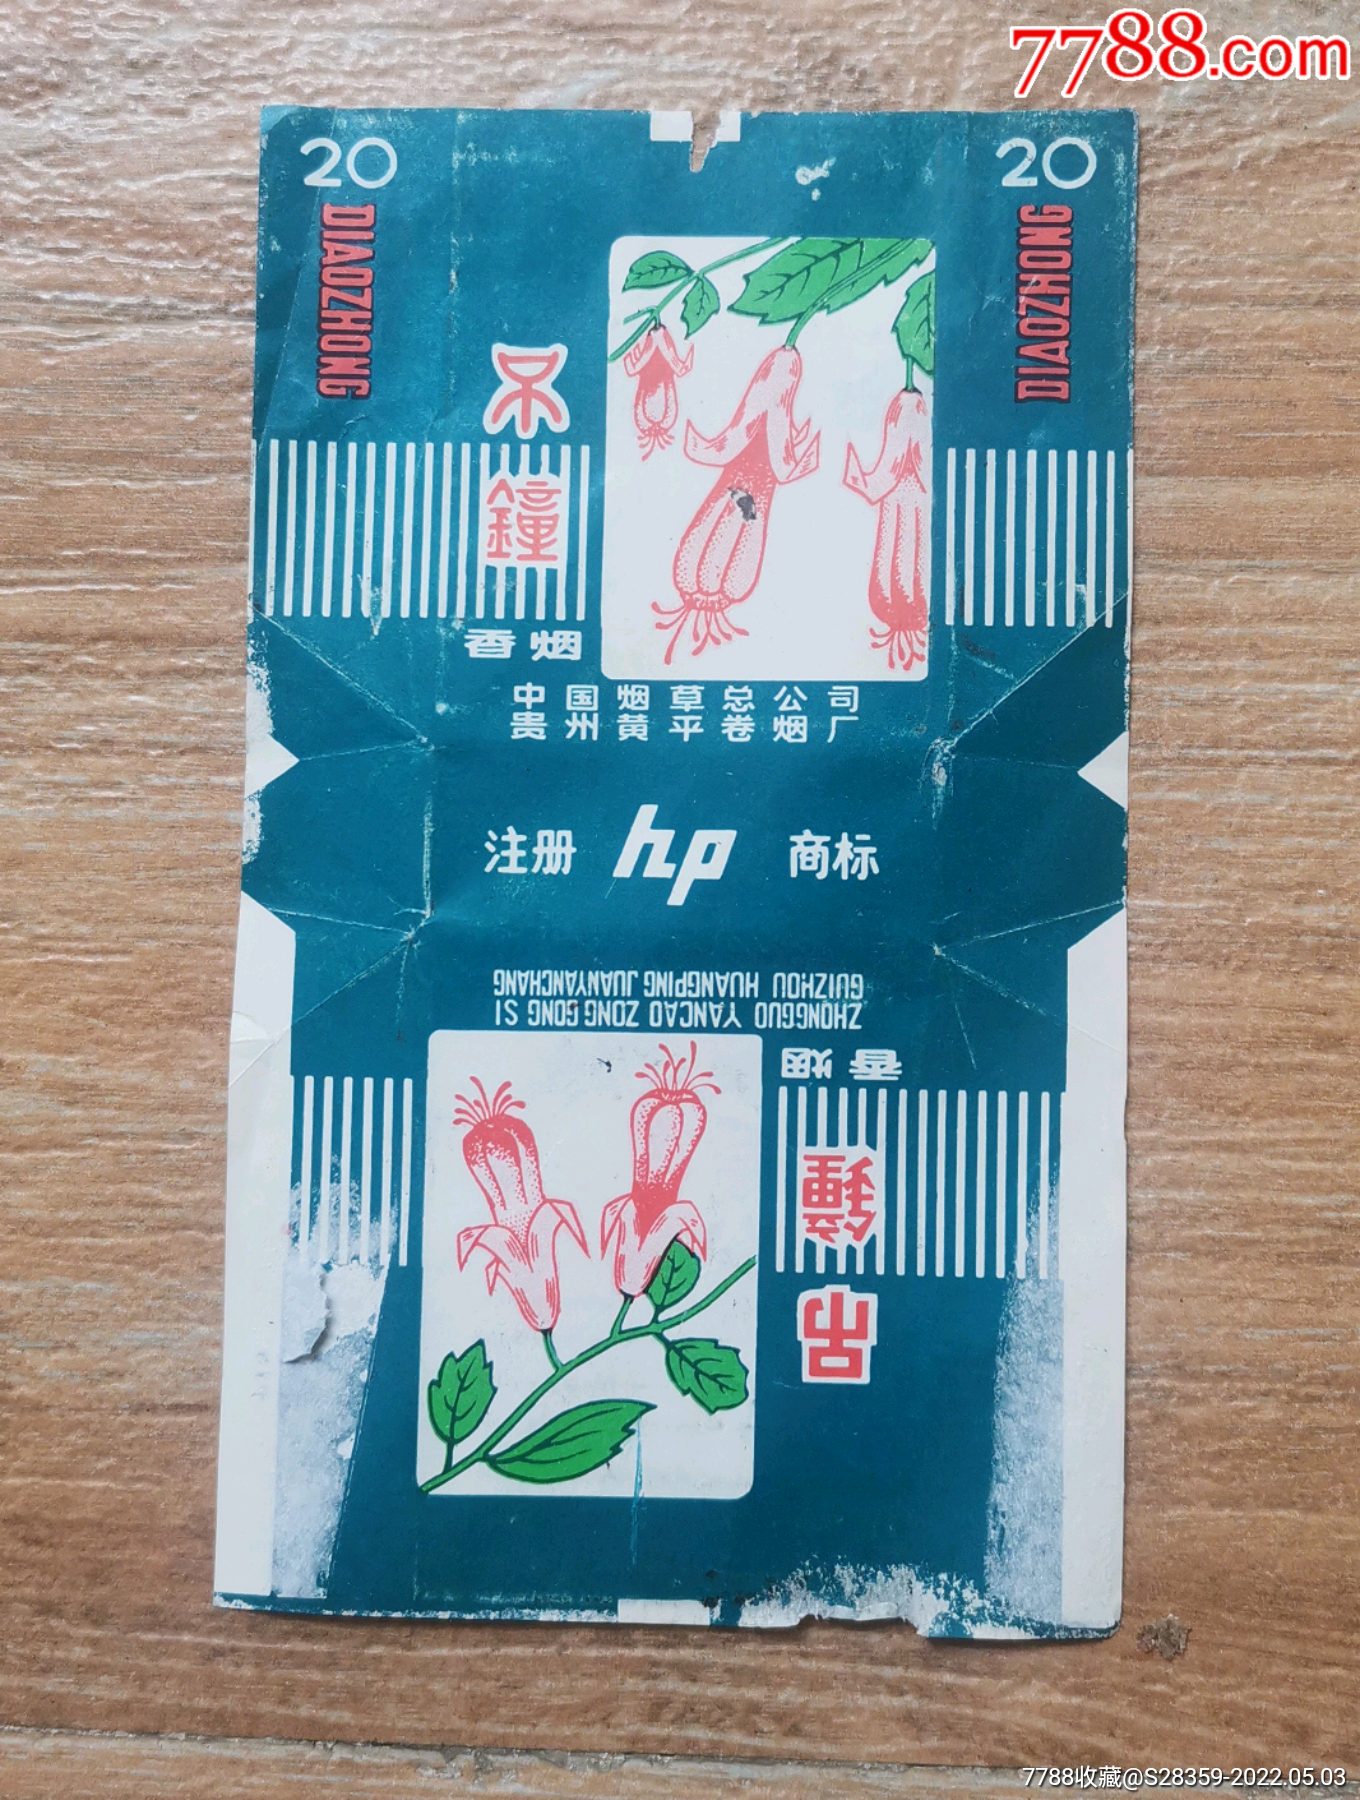 7788.com
20
20
DIAOZHONG
DIAOZHONG
吊
鐘
香烟
中国烟草总公司
贵州黄平卷烟厂
注册 hp 商标
ZHONGGUO YANCAO ZONG GONG SI
GUIZHOU HUANGPING JUANYANCHANG
香烟
鐘
吊
7788收藏@S28359-2022.05.03